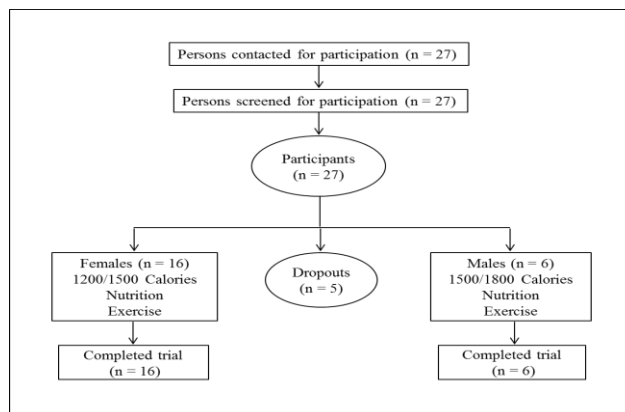 Persons contacted for participation (n = 27)
Persons screened for participation (n = 27)
Participants
(n = 27)
Females (n = 16)
1200/1500 Calories
Nutrition
Exercise
Dropouts
(n = 5)
Males (n = 6)
1500/1800 Calories
Nutrition
Exercise
Completed trial
(n = 16)
Completed trial
(n = 6)